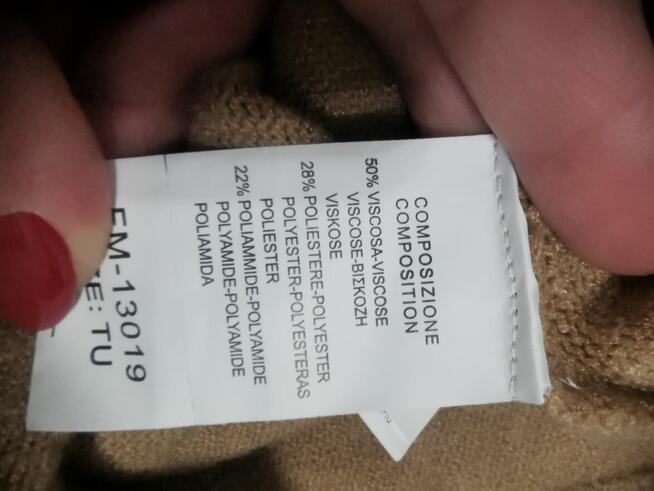 COMPOSIZIONE
COMPOSITION
50% VISCOSA-VISCOSE
VISCOSE-ΒΙΣΚΟΖΗ
VISKOSE
28% POLIESTERE-POLYESTER
POLYESTER-POLYESTERAS
POLIESTER
22% POLIAMMIDE-POLYAMIDE
POLYAMIDE-POLYAMIDE
POLIAMIDA
FM-13019
TU